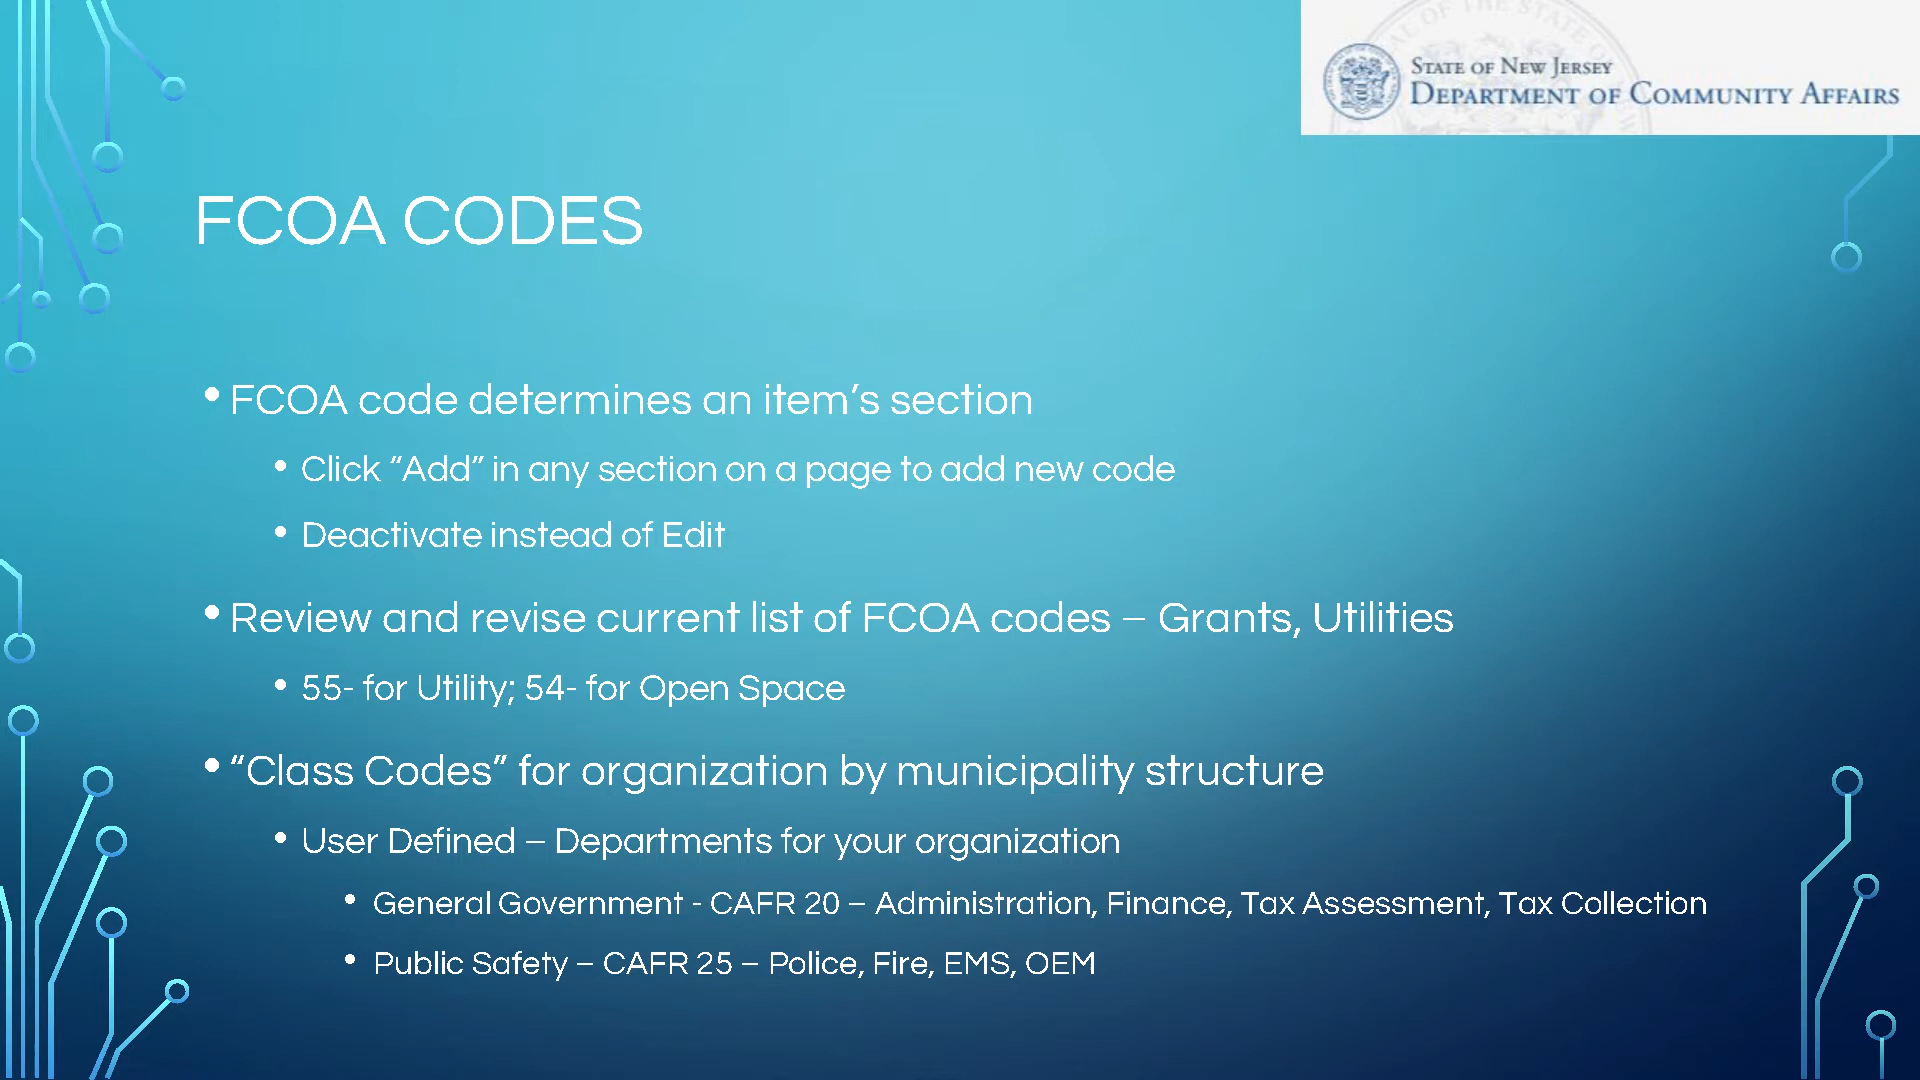 STATE OF NEW JERSEY
DEPARTMENT OF COMMUNITY AFFAIRS
FCOA CODES
• FCOA code determines an item’s section
• Click “Add” in any section on a page to add new code
• Deactivate instead of Edit
• Review and revise current list of FCOA codes – Grants, Utilities
• 55- for Utility; 54- for Open Space
• “Class Codes” for organization by municipality structure
• User Defined – Departments for your organization
• General Government - CAFR 20 – Administration, Finance, Tax Assessment, Tax Collection
• Public Safety – CAFR 25 – Police, Fire, EMS, OEM